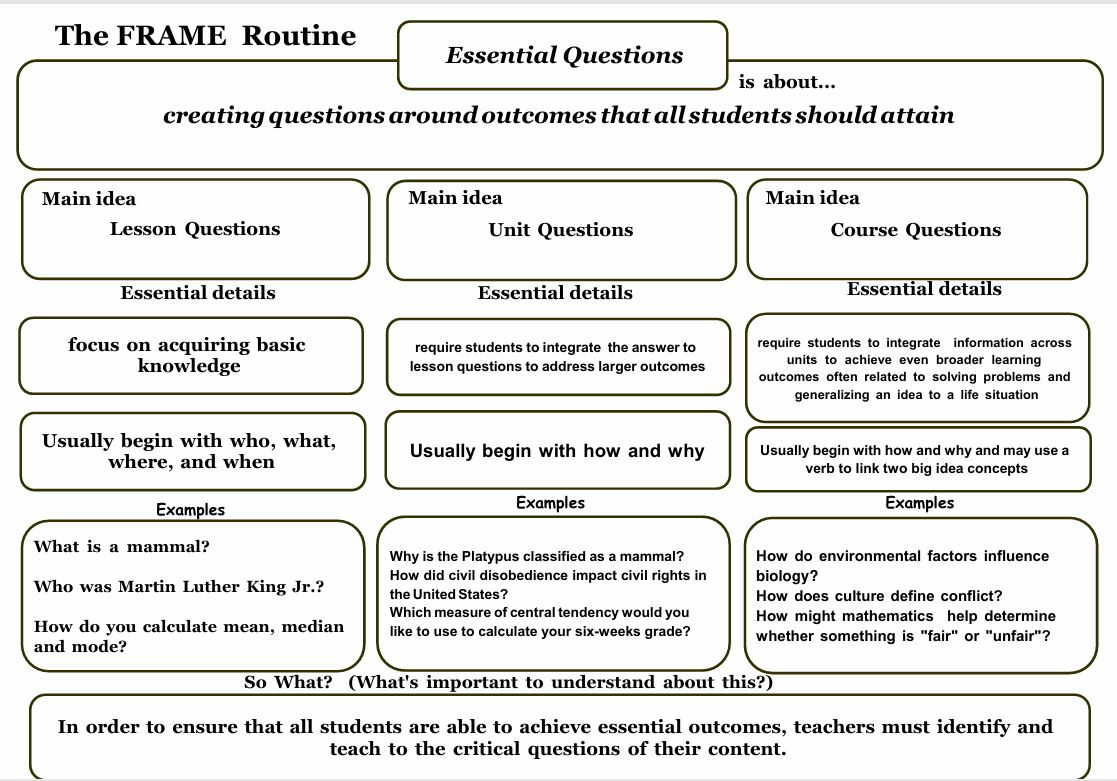 The FRAME Routine
Essential Questions
is about...
creating questions around outcomes that all students should attain
Main idea
Lesson Questions
Main idea
Unit Questions
Main idea
Course Questions
Essential details
Essential details
Essential details
focus on acquiring basic
knowledge
require students to integrate the answer to
lesson questions to address larger outcomes
require students to integrate information across
units to achieve even broader learning
outcomes often related to solving problems and
generalizing an idea to a life situation
Usually begin with who, what,
where, and when
Usually begin with how and why
Usually begin with how and why and may use a
verb to link two big idea concepts
Examples
Examples
Examples
What is a mammal?
Who was Martin Luther King Jr.?
How do you calculate mean, median
and mode?
Why is the Platypus classified as a mammal?
How did civil disobedience impact civil rights in
the United States?
Which measure of central tendency would you
like to use to calculate your six-weeks grade?
How do environmental factors influence
biology?
How does culture define conflict?
How might mathematics help determine
whether something is "fair" or "unfair"?
So What? (What's important to understand about this?)
In order to ensure that all students are able to achieve essential outcomes, teachers must identify and
teach to the critical questions of their content.